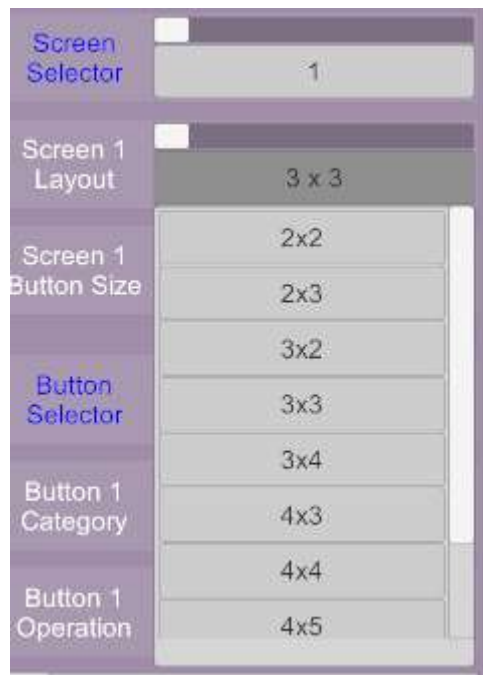 Screen
Selector
1
Screen 1
Layout
3 x 3
Screen 1
Button Size
Button
Selector
Button 1
Category
Button 1
Operation
2x2
2x3
3x2
3x3
3x4
4x3
4x4
4x5